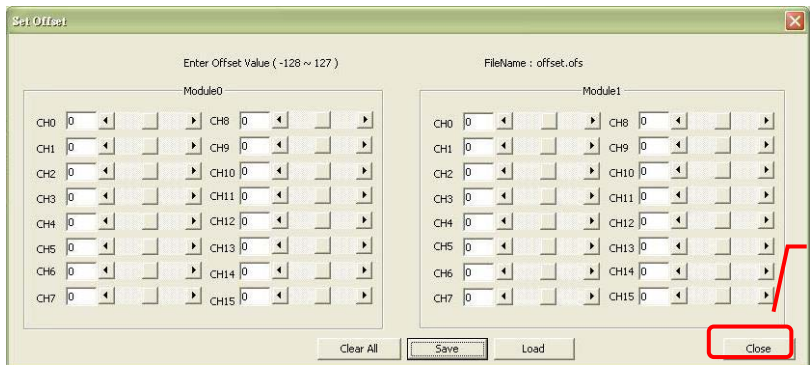 Set Offset
Enter Offset Value ( -128 ~ 127 )
FileName : offset.ofs
Module0
CH0 0 CH8 0
CH1 0 CH9 0
CH2 0 CH10 0
CH3 0 CH11 0
CH4 0 CH12 0
CH5 0 CH13 0
CH6 0 CH14 0
CH7 0 CH15 0
Module1
CH0 0 CH8 0
CH1 0 CH9 0
CH2 0 CH10 0
CH3 0 CH11 0
CH4 0 CH12 0
CH5 0 CH13 0
CH6 0 CH14 0
CH7 0 CH15 0
Clear All Save Load Close